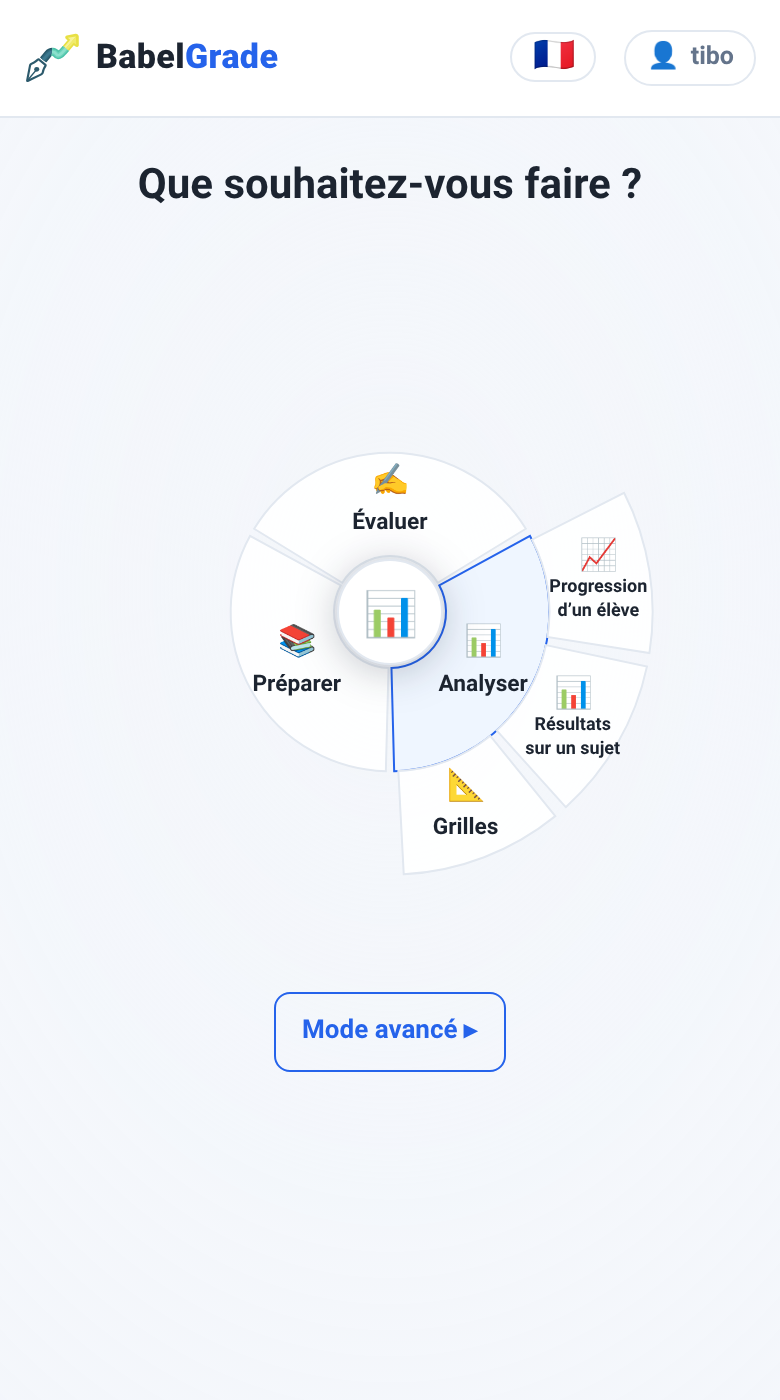 BabelGrade
tibo
Que souhaitez-vous faire ?
Évaluer
Progression
d’un élève
Préparer
Analyser
Résultats
sur un sujet
Grilles
Mode avancé ▸